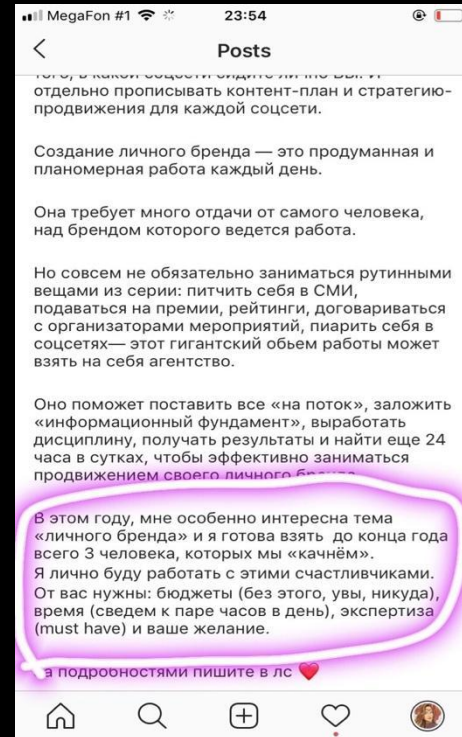 MegaFon #1 23:54
Posts
отдельно прописывать контент-план и стратегию-
продвижения для каждой соцсети.
Создание личного бренда — это продуманная и
планомерная работа каждый день.
Она требует много отдачи от самого человека,
над брендом которого ведется работа.
Но совсем не обязательно заниматься рутинными
вещами из серии: питчить себя в СМИ,
подаваться на премии, рейтинги, договариваться
с организаторами мероприятий, пиарить себя в
соцсетях— этот гигантский обьем работы может
взять на себя агентство.
Оно поможет поставить все «на поток», заложить
«информационный фундамент», выработать
дисциплину, получать результаты и найти еще 24
часа в сутках, чтобы эффективно заниматься
продвижением своего личного бренда
В этом году, мне особенно интересна тема
«личного бренда» и я готова взять до конца года
всего 3 человека, которых мы «качнём».
Я лично буду работать с этими счастливчиками.
От вас нужны: бюджеты (без этого, увы, никуда),
время (сведем к паре часов в день), экспертиза
(must have) и ваше желание.
а подробностями пишите в лс